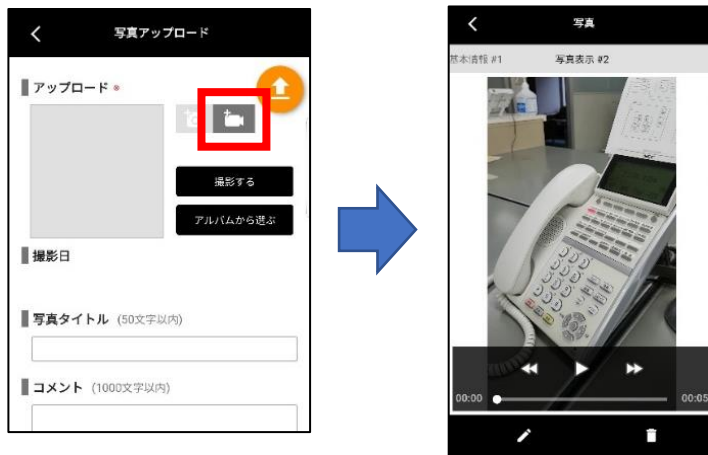 写真アップロード
アップロード
撮影する
アルバムから選ぶ
撮影日
写真タイトル (50文字以内)
コメント (1000文字以内)
写真
基本情報 #1
写真表示 #2
00:00
00:05